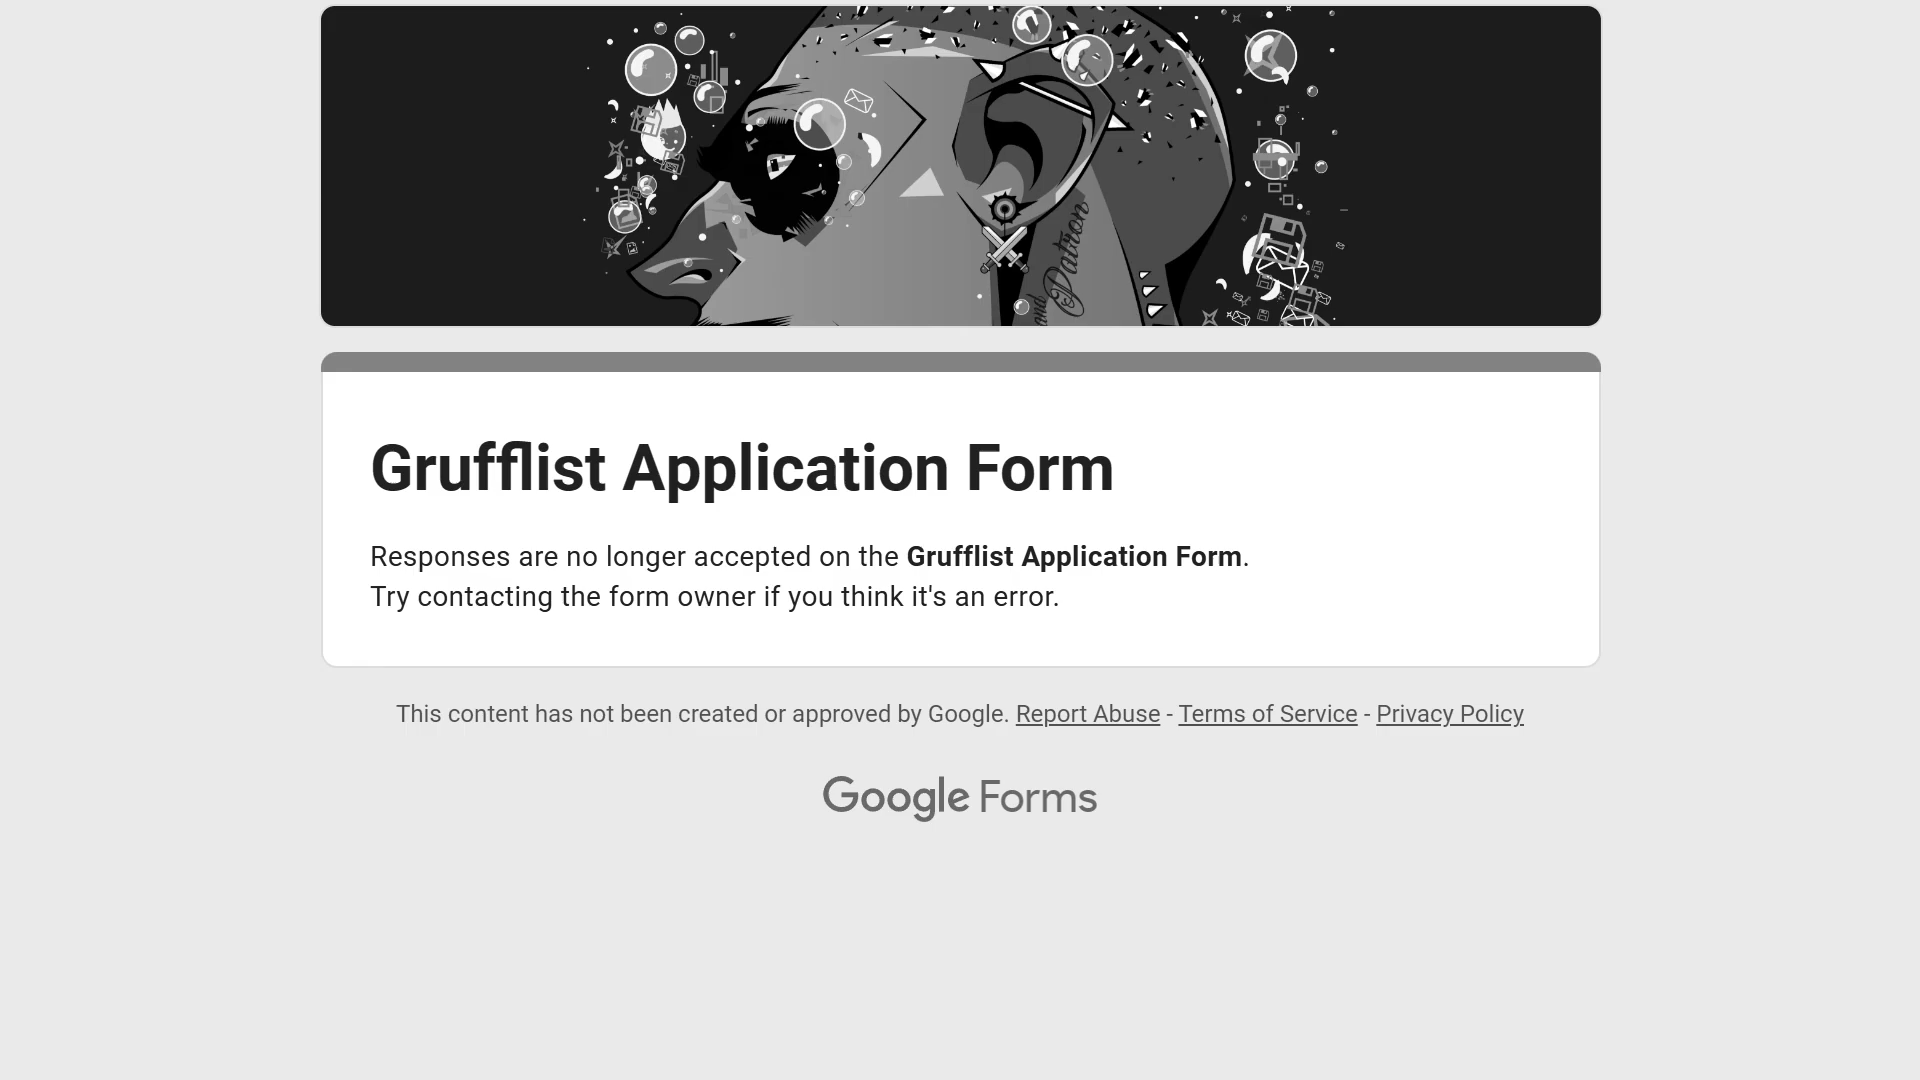 and Patron
Grufflist Application Form
Responses are no longer accepted on the Grufflist Application Form.
Try contacting the form owner if you think it's an error.
This content has not been created or approved by Google. Report Abuse - Terms of Service - Privacy Policy
Google Forms